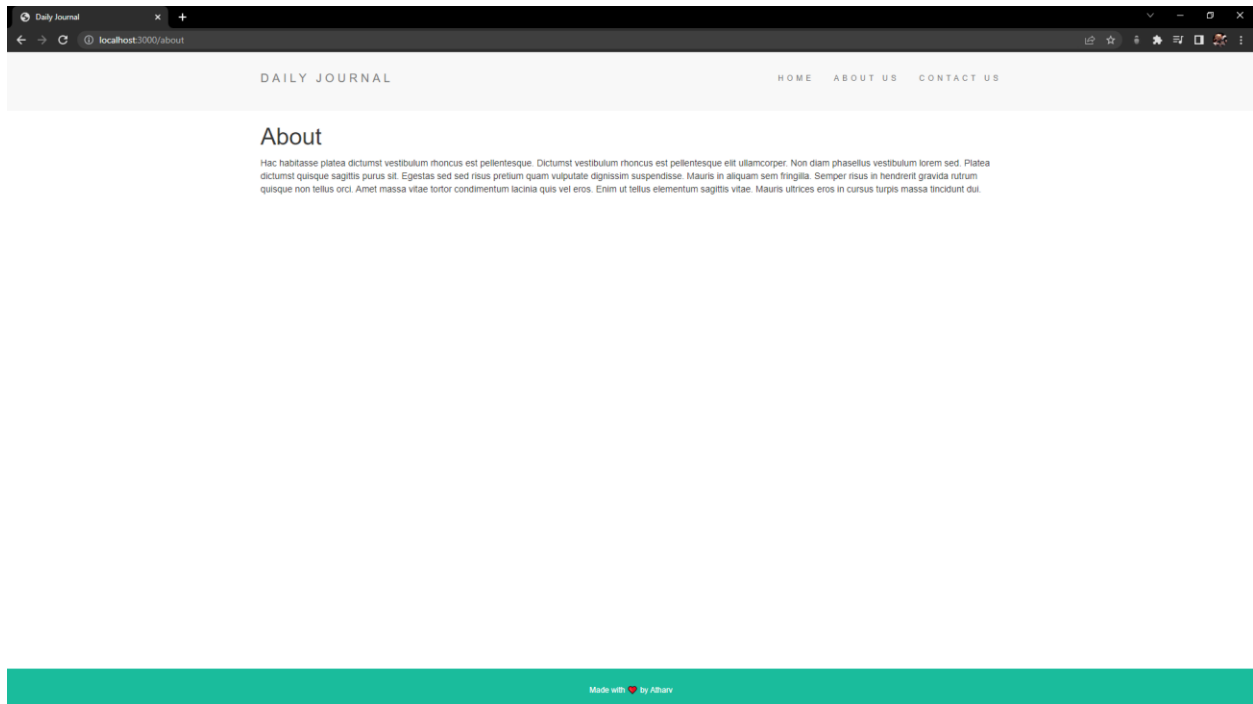 Daily Journal
localhost:3000/about
DAILY JOURNAL HOME ABOUT US CONTACT US
About
Hac habitasse platea dictumst vestibulum rhoncus est pellentesque. Dictumst vestibulum rhoncus est pellentesque elit ullamcorper. Non diam phasellus vestibulum lorem sed. Platea
dictumst quisque sagittis purus sit. Egestas sed sed risus pretium quam vulputate dignissim suspendisse. Mauris in aliquam sem fringilla. Semper risus in hendrerit gravida rutrum
quisque non tellus orci. Amet massa vitae tortor condimentum lacinia quis vel eros. Enim ut tellus elementum sagittis vitae. Mauris ultrices eros in cursus turpis massa tincidunt dui.
Made with ❤️ by Atharv